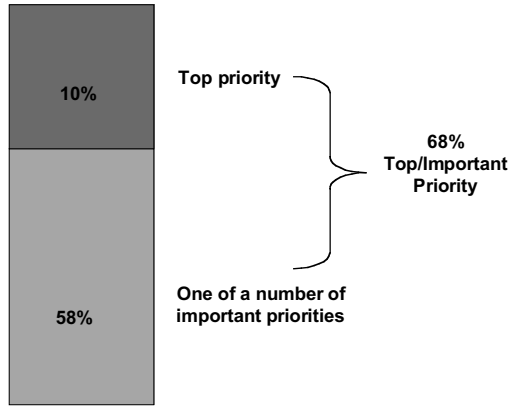 10%
Top priority
68%
Top/Important
Priority
58%
One of a number of
important priorities